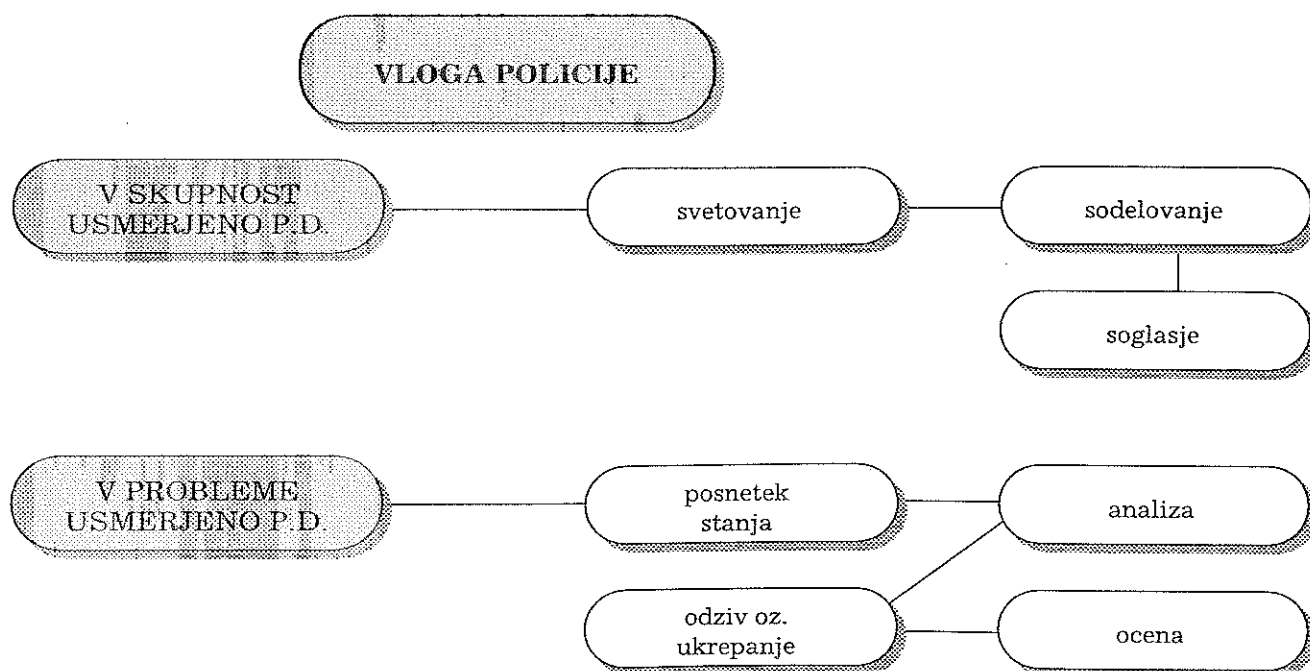 VLOGA POLICIJE
V SKUPNOST
USMERJENO P.D.
svetovanje
sodelovanje
soglasje
V PROBLEME
USMERJENO P.D.
posnetek
stanja
analiza
odziv oz.
ukrepanje
ocena